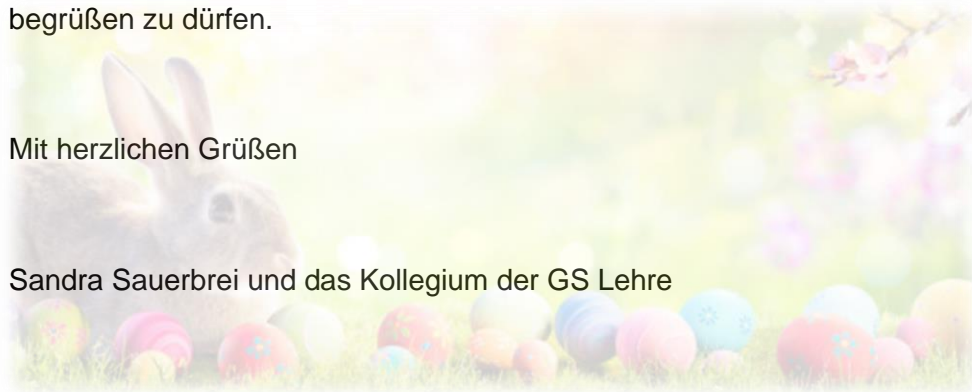 begrüßen zu dürfen.
Mit herzlichen Grüßen
Sandra Sauerbrei und das Kollegium der GS Lehre